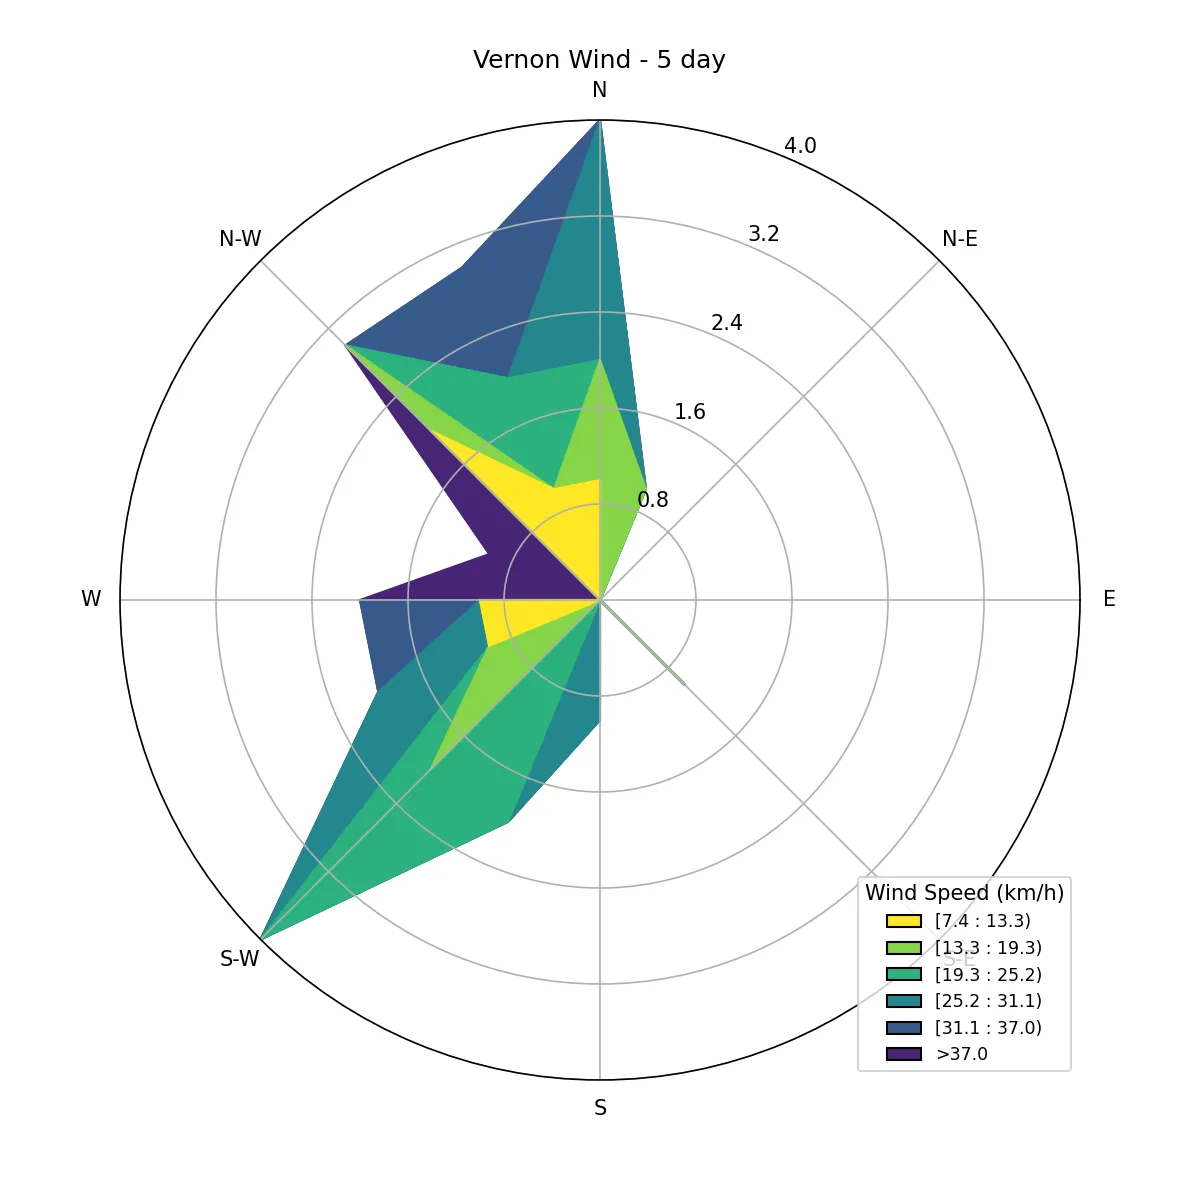 Vernon Wind - 5 day
N
4.0
N-W
N-E
3.2
2.4
1.6
0.8
W
E
S-W
S-E
S
Wind Speed (km/h)
[7.4 : 13.3)
[13.3 : 19.3)
[19.3 : 25.2)
[25.2 : 31.1)
[31.1 : 37.0)
>37.0